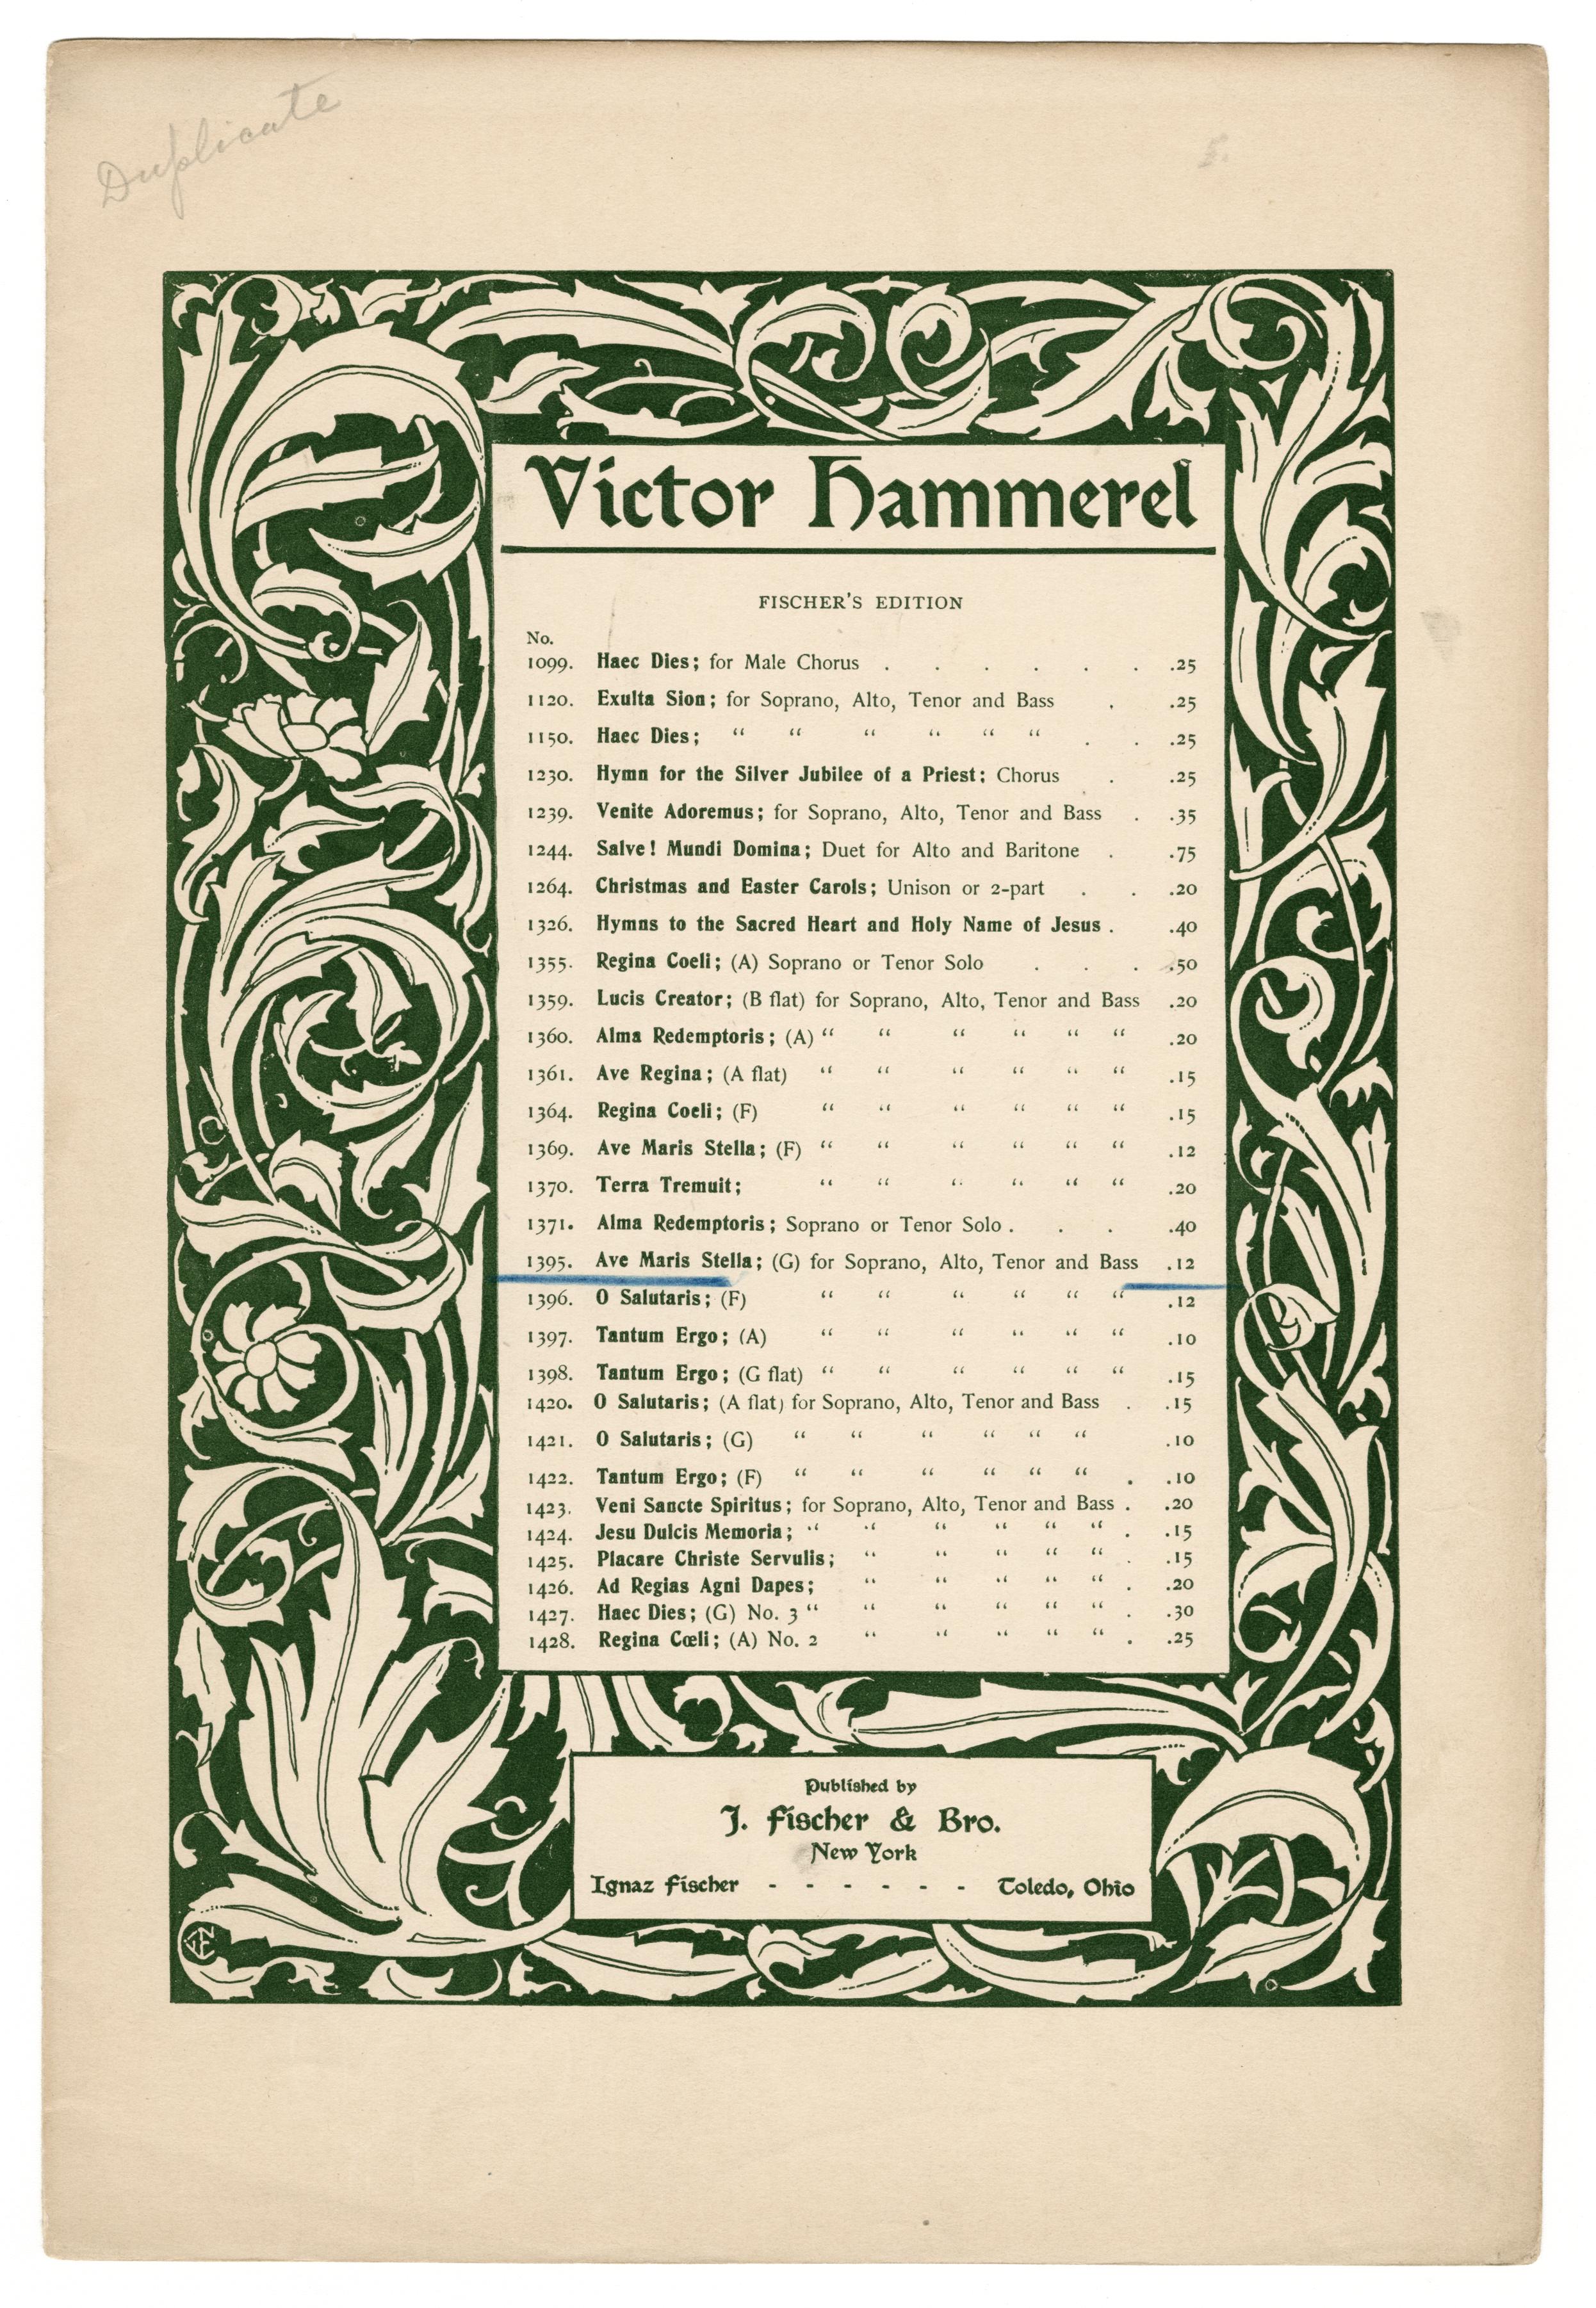 Duplicate
Victor Hammerel
FISCHER'S EDITION
No.
1099. Haec Dies; for Male Chorus . . . . . . .25
1120. Exulta Sion; for Soprano, Alto, Tenor and Bass . .25
1150. Haec Dies; “ “ “ “ “ “ . . .25
1230. Hymn for the Silver Jubilee of a Priest; Chorus . .25
1239. Venite Adoremus; for Soprano, Alto, Tenor and Bass . .35
1244. Salve! Mundi Domina; Duet for Alto and Baritone . .75
1264. Christmas and Easter Carols; Unison or 2-part . . .20
1326. Hymns to the Sacred Heart and Holy Name of Jesus . .40
1355. Regina Coeli; (A) Soprano or Tenor Solo . . . .50
1359. Lucis Creator; (B flat) for Soprano, Alto, Tenor and Bass .20
1360. Alma Redemptoris; (A) “ “ “ “ “ “ .20
1361. Ave Regina; (A flat) “ “ “ “ “ “ .15
1364. Regina Coeli; (F) “ “ “ “ “ “ .15
1369. Ave Maris Stella; (F) “ “ “ “ “ “ .12
1370. Terra Tremuit; “ “ “ “ “ “ .20
1371. Alma Redemptoris; Soprano or Tenor Solo . . . .40
1395. Ave Maris Stella; (G) for Soprano, Alto, Tenor and Bass .12
1396. O Salutaris; (F) “ “ “ “ “ “ .12
1397. Tantum Ergo; (A) “ “ “ “ “ “ .10
1398. Tantum Ergo; (G flat) “ “ “ “ “ “ .15
1420. O Salutaris; (A flat) for Soprano, Alto, Tenor and Bass . .15
1421. O Salutaris; (G) “ “ “ “ “ “ .10
1422. Tantum Ergo; (F) “ “ “ “ “ “ . .10
1423. Veni Sancte Spiritus; for Soprano, Alto, Tenor and Bass . .20
1424. Jesu Dulcis Memoria; “ “ “ “ “ “ . .15
1425. Placare Christe Servulis; “ “ “ “ “ . .15
1426. Ad Regias Agni Dapes; “ “ “ “ “ . .20
1427. Haec Dies; (G) No. 3 “ “ “ “ “ “ . .30
1428. Regina Cœli; (A) No. 2 “ “ “ “ “ . .25
Published by
J. Fischer & Bro.
New York
Ignaz Fischer - - - - - - Toledo, Ohio